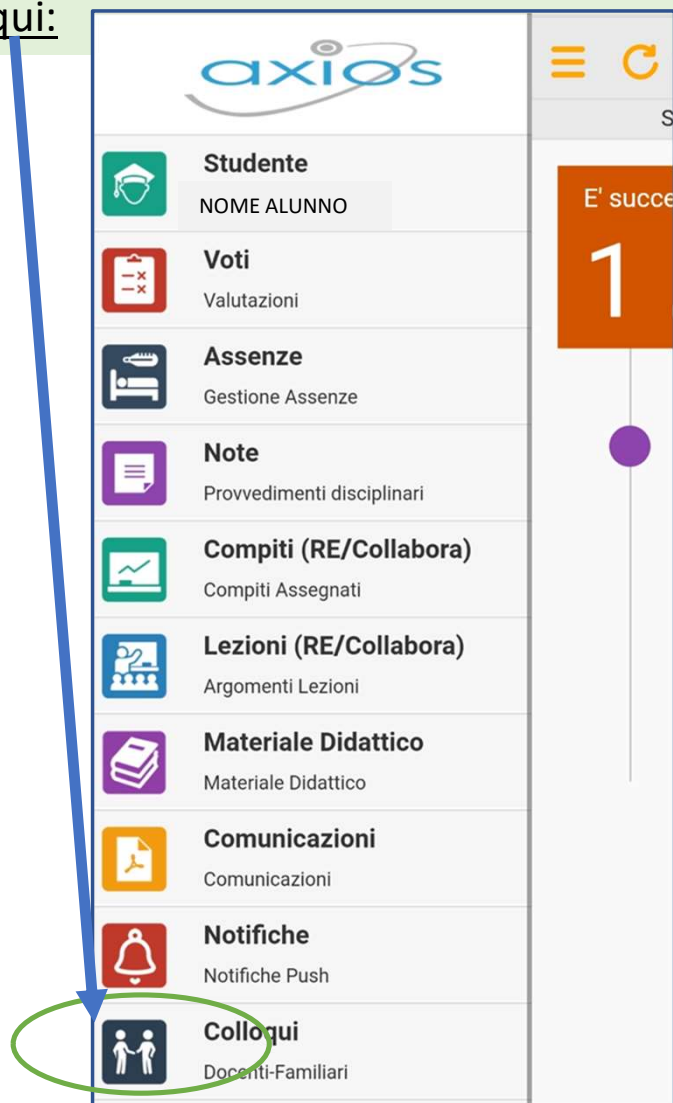 qui:
axios
S
Studente
NOME ALUNNO
E' succe
1
Voti
Valutazioni
Assenze
Gestione Assenze
Note
Provvedimenti disciplinari
Compiti (RE/Collabora)
Compiti Assegnati
Lezioni (RE/Collabora)
Argomenti Lezioni
Materiale Didattico
Materiale Didattico
Comunicazioni
Comunicazioni
Notifiche
Notifiche Push
Colloqui
Docenti-Familiari